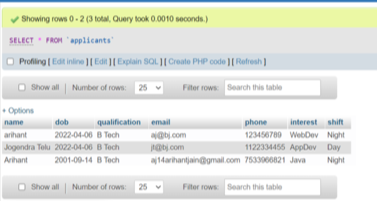 Showing rows 0 - 2 (3 total, Query took 0.0010 seconds.)
SELECT * FROM `applicants`
Profiling [ Edit inline ] [ Edit ] [ Explain SQL ] [ Create PHP code ] [ Refresh ]
Show all | Number of rows: 25 Filter rows: Search this table
+ Options
name dob qualification email phone interest shift
arihant 2022-04-06 B Tech aj@bj.com 123456789 WebDev Night
Jogendra Telu 2022-04-06 B Tech jt@bj.com 1122334455 AppDev Day
Arihant 2001-09-14 B Tech aj14arihantjain@gmail.com 7533966821 Java Night
Show all | Number of rows: 25 Filter rows: Search this table